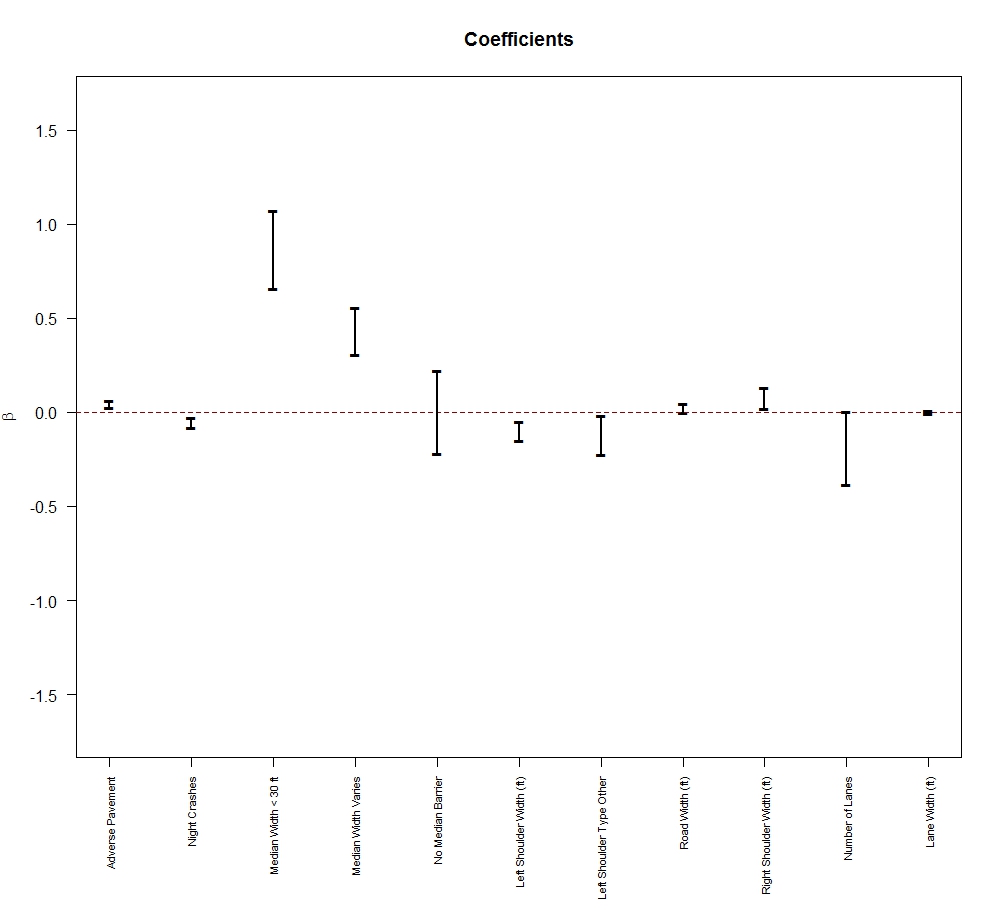 Coefficients
1.5
1.0
0.5
0.0
-0.5
-1.0
-1.5
β
Adverse Pavement
Night Crashes
Median Width < 30 ft
Median Width Varies
No Median Barrier
Left Shoulder Width (ft)
Left Shoulder Type Other
Road Width (ft)
Right Shoulder Width (ft)
Number of Lanes
Lane Width (ft)